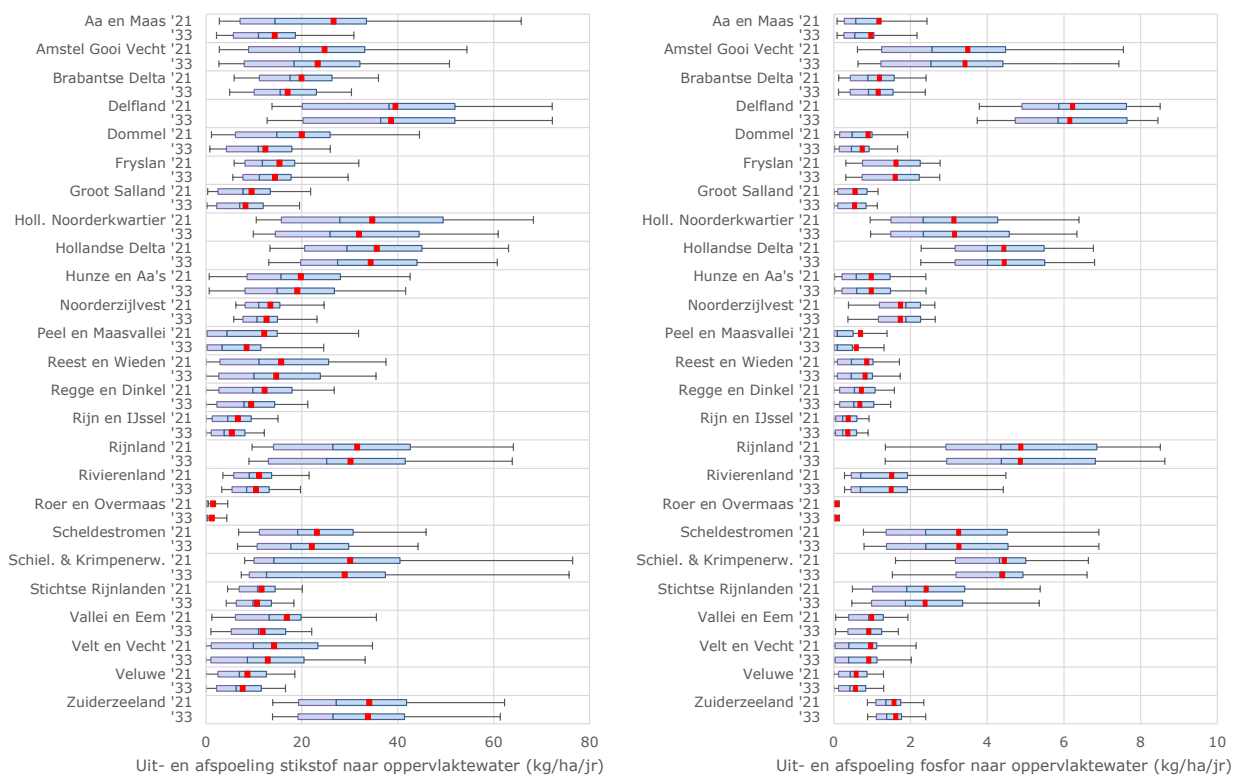 Aa en Maas '21
'33
Amstel Gooi Vecht '21
'33
Brabantse Delta '21
'33
Delfland '21
'33
Dommel '21
'33
Fryslan '21
'33
Groot Salland '21
'33
Holl. Noorderkwartier '21
'33
Hollandse Delta '21
'33
Hunze en Aa's '21
'33
Noorderzijlvest '21
'33
Peel en Maasvallei '21
'33
Reest en Wieden '21
'33
Regge en Dinkel '21
'33
Rijn en IJssel '21
'33
Rijnland '21
'33
Rivierenland '21
'33
Roer en Overmaas '21
'33
Scheldestromen '21
'33
Schiel. & Krimpenerw. '21
'33
Stichtse Rijnlanden '21
'33
Vallei en Eem '21
'33
Velt en Vecht '21
'33
Veluwe '21
'33
Zuiderzeeland '21
'33
0 20 40 60 80
Uit- en afspoeling stikstof naar oppervlaktewater (kg/ha/jr)
Aa en Maas '21
'33
Amstel Gooi Vecht '21
'33
Brabantse Delta '21
'33
Delfland '21
'33
Dommel '21
'33
Fryslan '21
'33
Groot Salland '21
'33
Holl. Noorderkwartier '21
'33
Hollandse Delta '21
'33
Hunze en Aa's '21
'33
Noorderzijlvest '21
'33
Peel en Maasvallei '21
'33
Reest en Wieden '21
'33
Regge en Dinkel '21
'33
Rijn en IJssel '21
'33
Rijnland '21
'33
Rivierenland '21
'33
Roer en Overmaas '21
'33
Scheldestromen '21
'33
Schiel. & Krimpenerw. '21
'33
Stichtse Rijnlanden '21
'33
Vallei en Eem '21
'33
Velt en Vecht '21
'33
Veluwe '21
'33
Zuiderzeeland '21
'33
0 2 4 6 8 10
Uit- en afspoeling fosfor naar oppervlaktewater (kg/ha/jr)